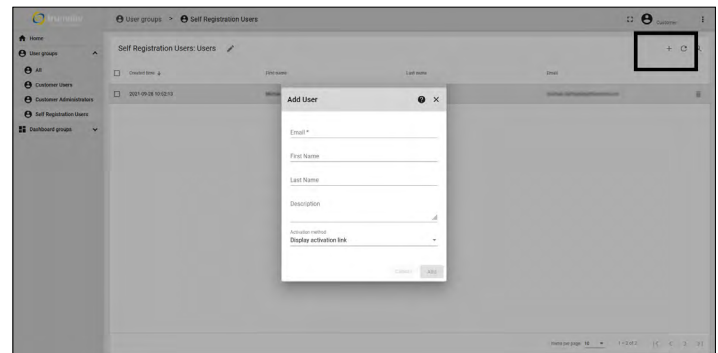 User groups > Self Registration Users
Customer
Home
User groups
All
Customer Users
Customer Administrators
Self Registration Users
Dashboard groups
Self Registration Users: Users
Created time ↓
First name
Last name
Email
2021-09-28 10:02:13
Add User
Email *
First Name
Last Name
Description
Activation method
Display activation link
Cancel
Add
Items per page: 10